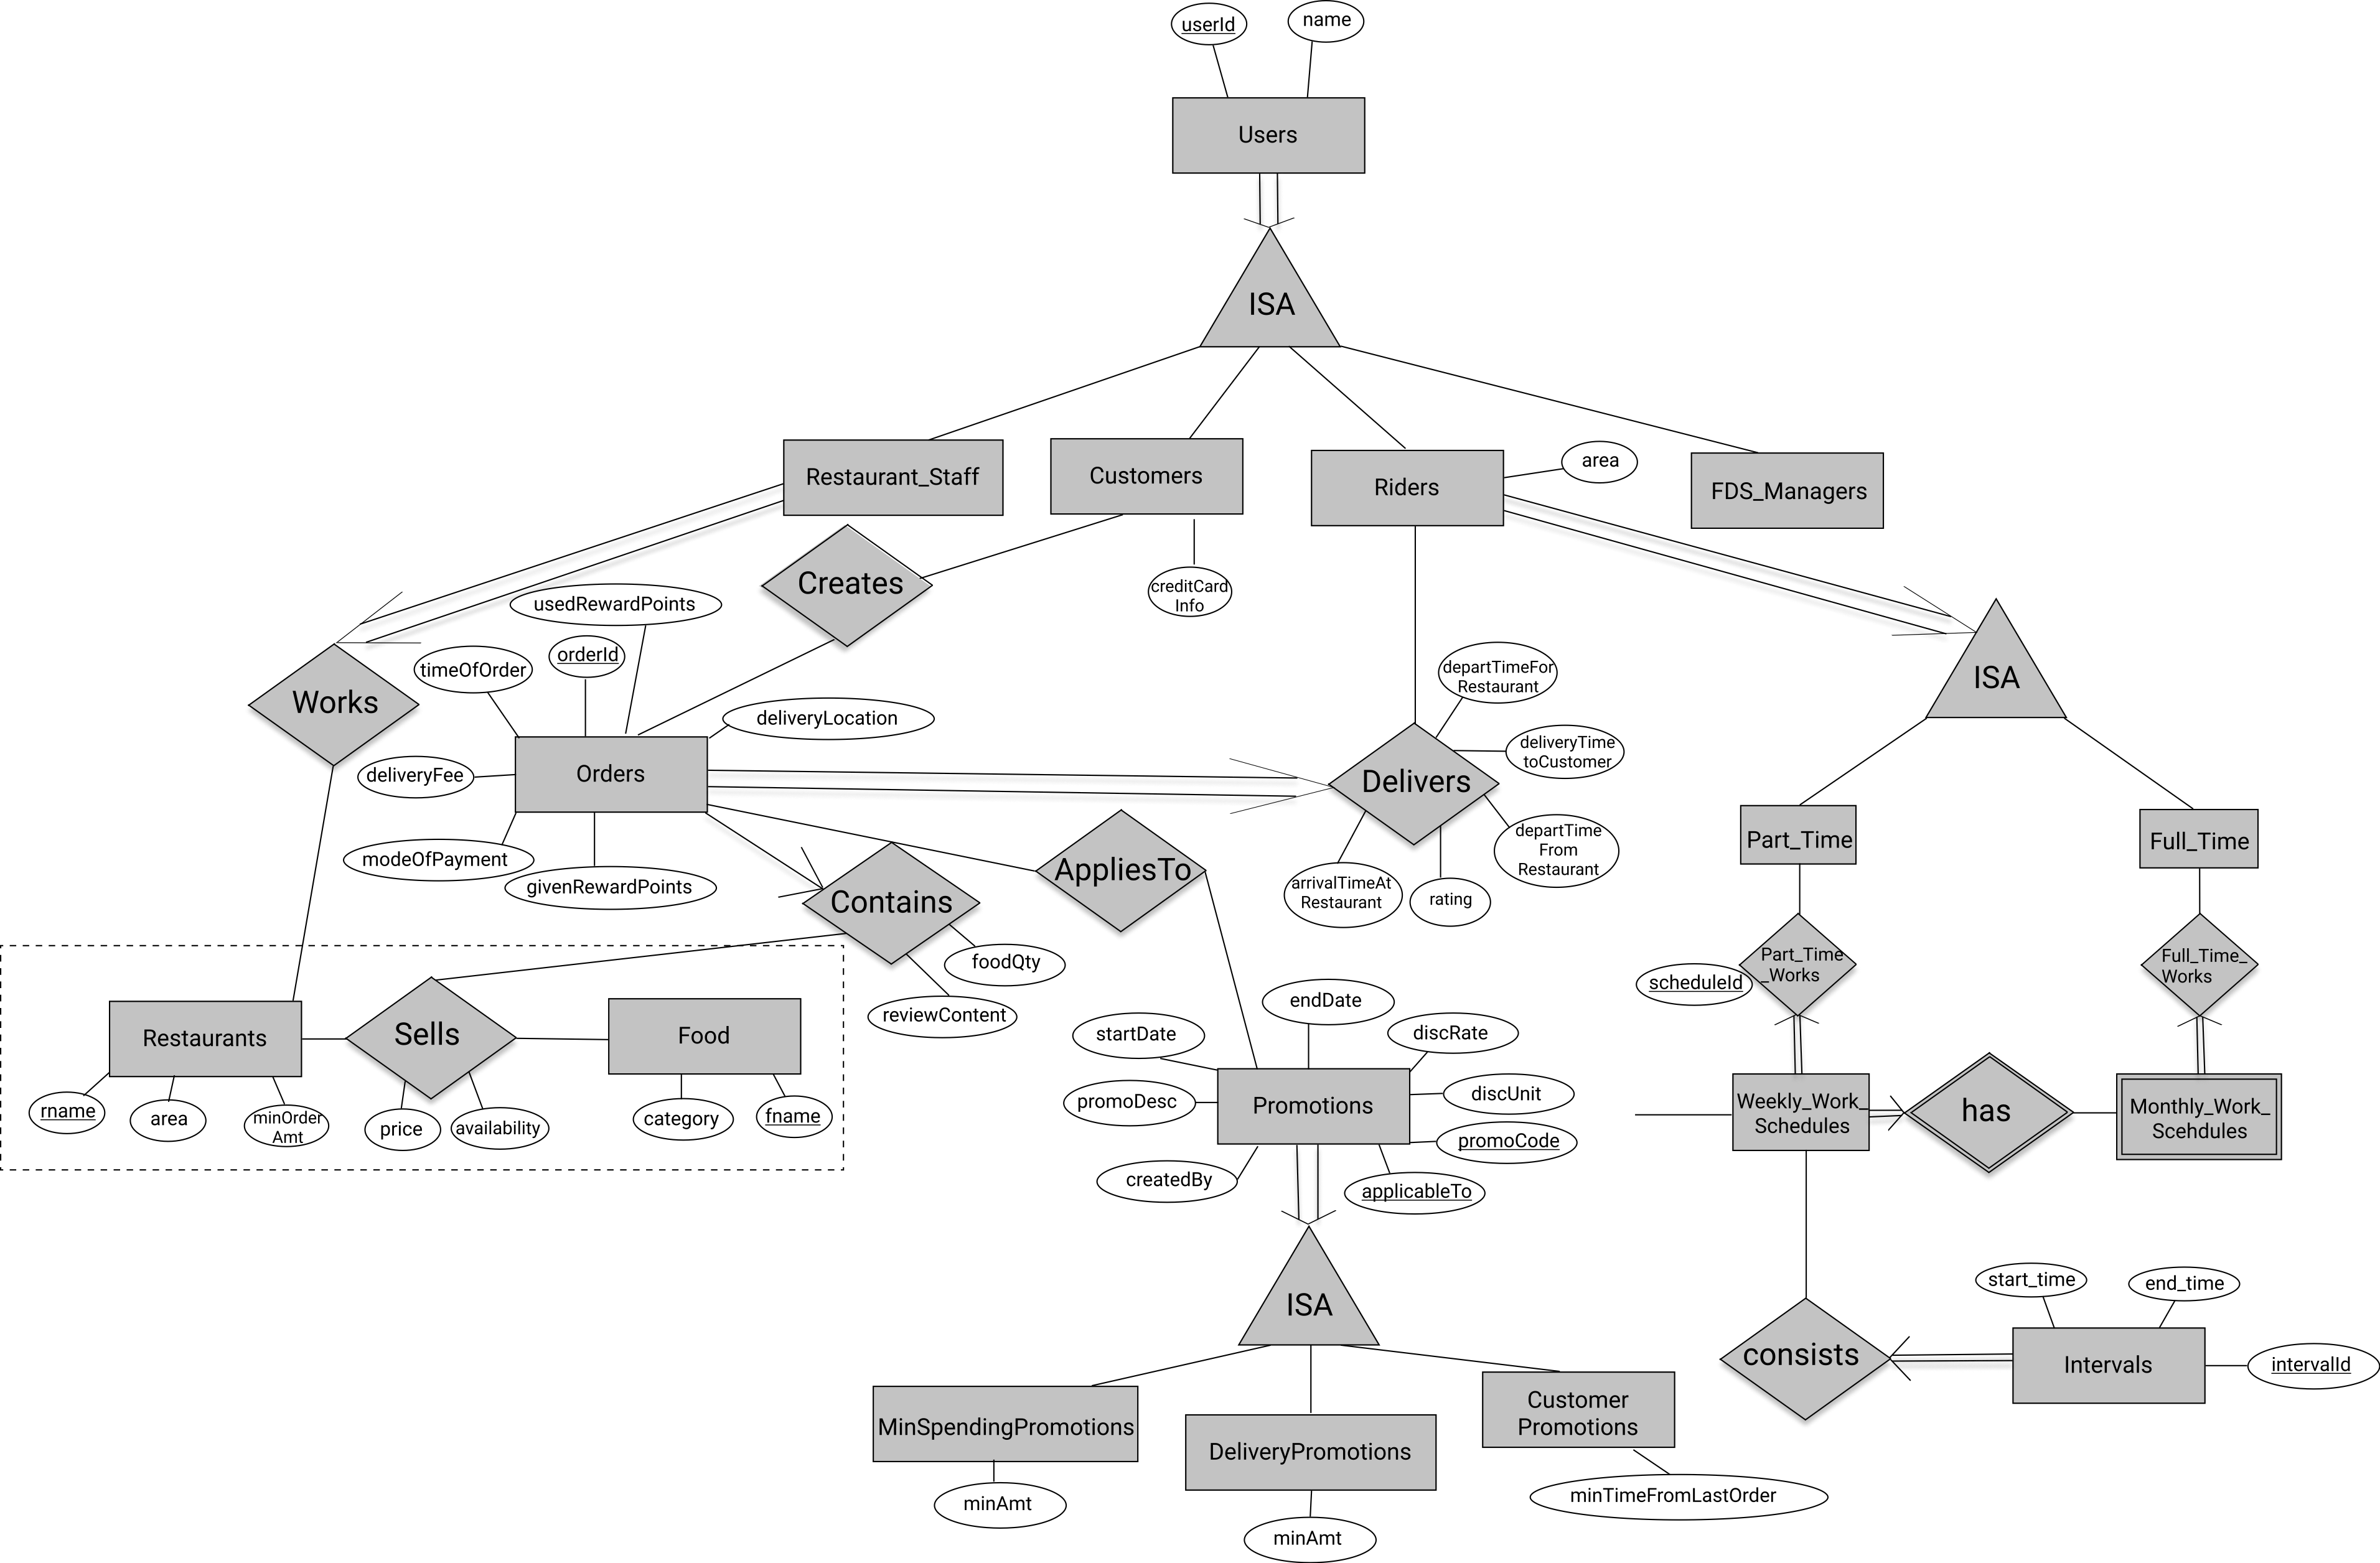 userId
name
Users
ISA
Restaurant_Staff
Customers
Riders
area
FDS_Managers
Creates
creditCard
Info
usedRewardPoints
timeOfOrder
orderId
Works
deliveryLocation
deliveryFee
Orders
modeOfPayment
givenRewardPoints
departTimeFor
Restaurant
deliveryTime
toCustomer
Delivers
departTime
From
Restaurant
arrivalTimeAt
Restaurant
rating
ISA
Part_Time
Full_Time
Contains
AppliesTo
foodQty
reviewContent
Part_Time
_Works
scheduleId
Full_Time_
Works
Restaurants
Sells
Food
rname
area
minOrder
Amt
price
availability
category
fname
startDate
endDate
discRate
promoDesc
Promotions
discUnit
promoCode
createdBy
applicableTo
Weekly_Work_
Schedules
has
Monthly_Work_
Scehdules
ISA
start_time
end_time
consists
Intervals
intervalId
MinSpendingPromotions
DeliveryPromotions
Customer
Promotions
minAmt
minAmt
minTimeFromLastOrder